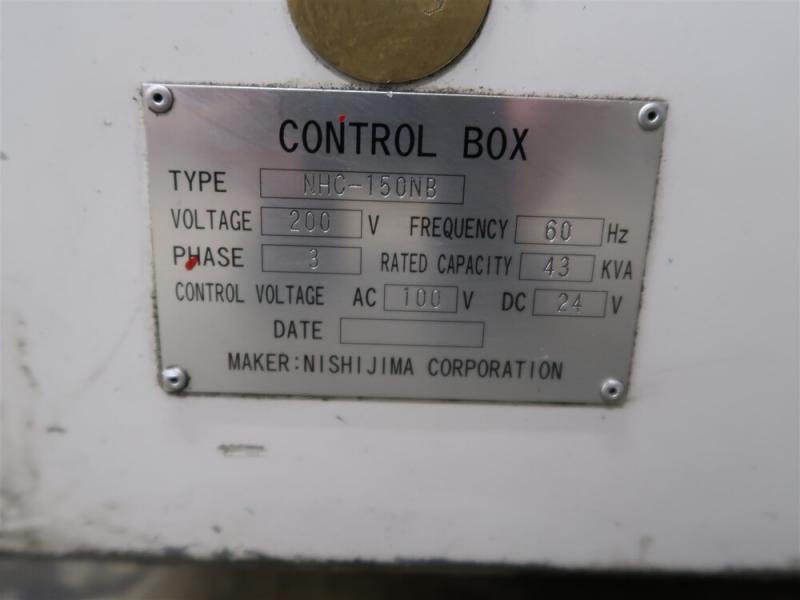 CONTROL BOX
TYPE NHC-150NB
VOLTAGE 200 V FREQUENCY 60 Hz
PHASE 3 RATED CAPACITY 43 KVA
CONTROL VOLTAGE AC 100 V DC 24 V
DATE
MAKER:NISHIJIMA CORPORATION